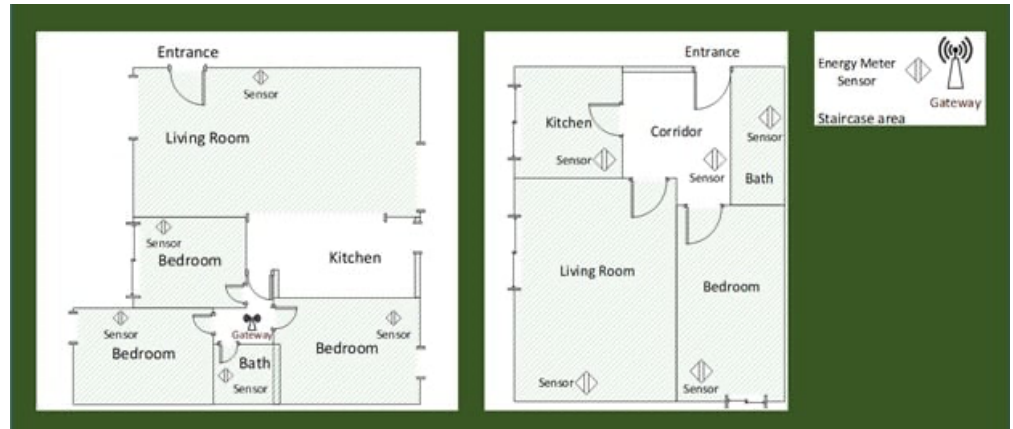 Entrance
Sensor
Living Room
Sensor
Bedroom
Kitchen
Sensor
Bedroom
Gateway
Sensor
Bedroom
Bath
Sensor
Entrance
Kitchen
Corridor
Sensor
Sensor
Sensor
Bath
Living Room
Bedroom
Sensor
Sensor
Energy Meter
Sensor
Gateway
Staircase area